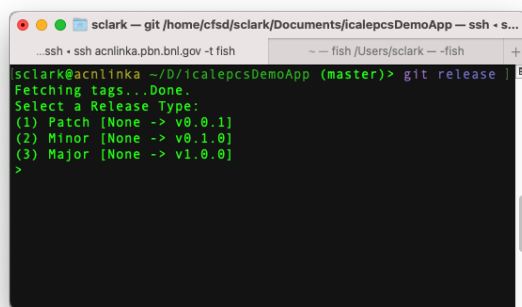 sclark — git /home/cfsd/sclark/Documents/icalepcsDemoApp — ssh ◂ s...
...ssh ◂ ssh acnlinka.pbn.bnl.gov -t fish
~ — fish /Users/sclark — -fish
+
[sclark@acnlinka ~/D/icalepcsDemoApp (master)> git release ]
Fetching tags...Done.
Select a Release Type:
(1) Patch [None -> v0.0.1]
(2) Minor [None -> v0.1.0]
(3) Major [None -> v1.0.0]
>